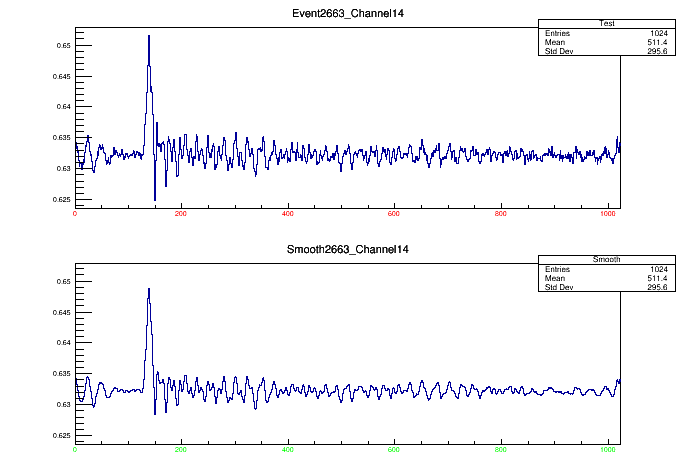 Event2663_Channel14
Test
Entries 1024
Mean 511.4
Std Dev 295.6
0.65
0.645
0.64
0.635
0.63
0.625
0 200 400 600 800 1000
Smooth2663_Channel14
Smooth
Entries 1024
Mean 511.4
Std Dev 295.6
0.65
0.645
0.64
0.635
0.63
0.625
0 200 400 600 800 1000